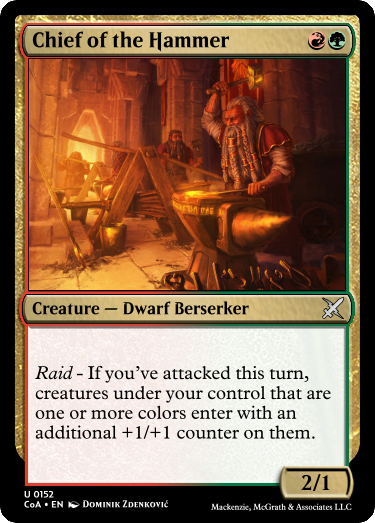 Chief of the Hammer
Creature — Dwarf Berserker
Raid - If you've attacked this turn,
creatures under your control that are
one or more colors enter with an
additional +1/+1 counter on them.
2/1
U 0152
CoA • EN Dominik Zdenković
Mackenzie, McGrath & Associates LLC